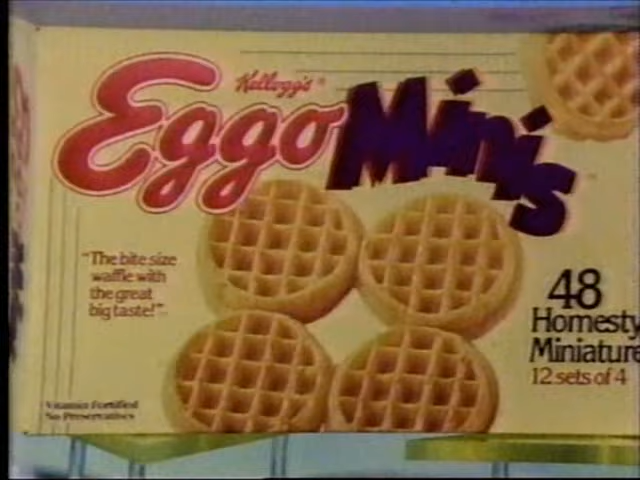 Kellogg's®
Eggo Minis
"The bite size
waffle with
the great
big taste!"
48
Homesty
Miniature
12 sets of 4
Vitamin Fortified
No Preservatives